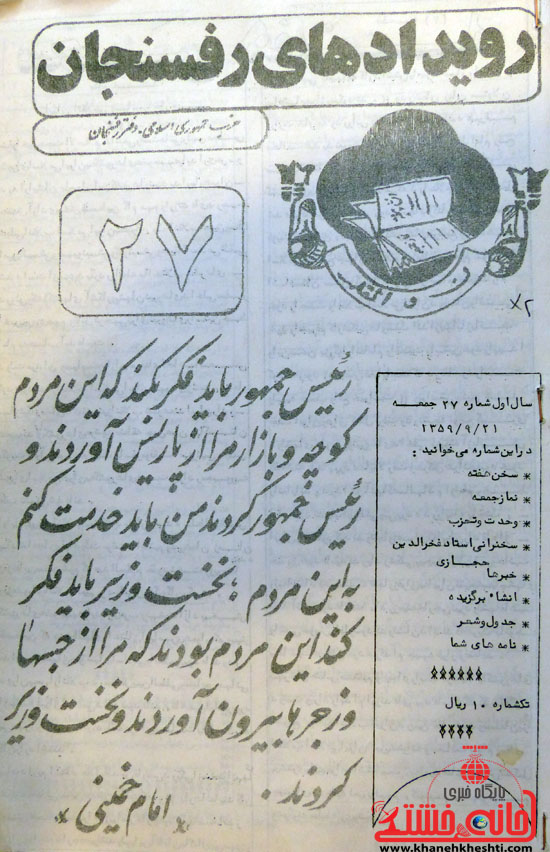 رویدادهای رفسنجان
حزب جمهوری اسلامی. دفتر رفسنجان
۲۷
ن و القلم
×۲
رئیس جمهور باید فکر بکند که این مردم
کوچه و بازار مرا از پاریس آوردند و
رئیس جمهور کردند من باید خدمت کنم
به این مردم، نخست وزیر باید فکر
کند این مردم بودند که مرا از حبسها
و زجرها بیرون آوردند و نخست وزیر
کردند.
* امام خمینی *
سال اول شماره ۲۷ جمعه
۱۳۵۹/۹/۲۱
در این شماره می خوانید:
* سخن هفته
* نماز جمعه
* وحدت و تحزب
* سخنرانی استاد فخرالدین
حجازی
* خبرها
* انشاء برگزیده
* جدول و شعر
* نامه های شما
تکشماره ۱۰ ریال
پایگاه خبری
خانه خشتی
www.khanehkheshti.com